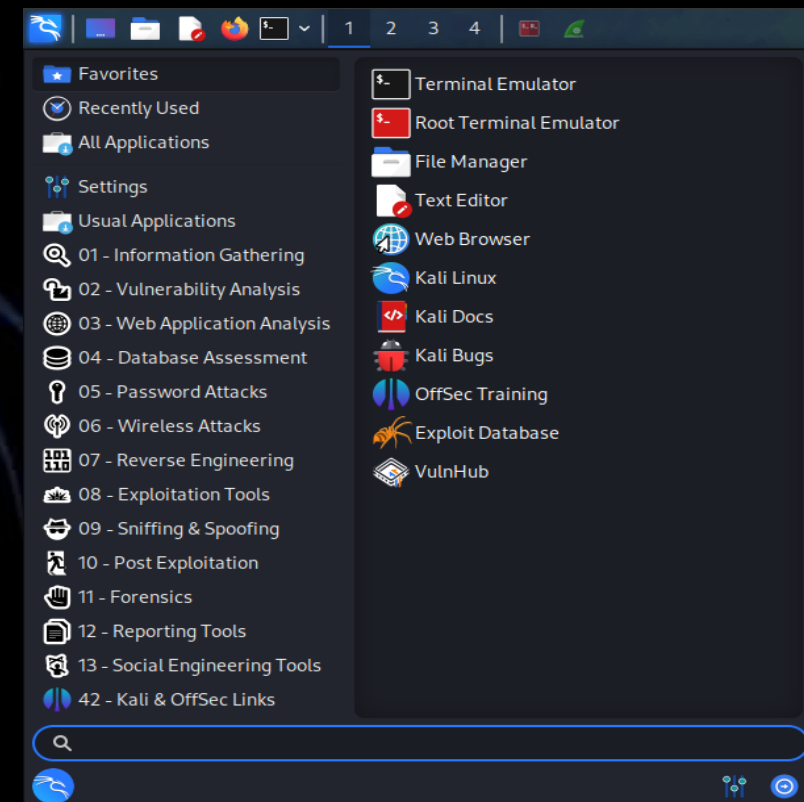 1 2 3 4
Favorites
Recently Used
All Applications
Settings
Usual Applications
01 - Information Gathering
02 - Vulnerability Analysis
03 - Web Application Analysis
04 - Database Assessment
05 - Password Attacks
06 - Wireless Attacks
07 - Reverse Engineering
08 - Exploitation Tools
09 - Sniffing & Spoofing
10 - Post Exploitation
11 - Forensics
12 - Reporting Tools
13 - Social Engineering Tools
42 - Kali & OffSec Links
$_ Terminal Emulator
$_ Root Terminal Emulator
File Manager
Text Editor
Web Browser
Kali Linux
</> Kali Docs
Kali Bugs
OffSec Training
Exploit Database
VulnHub